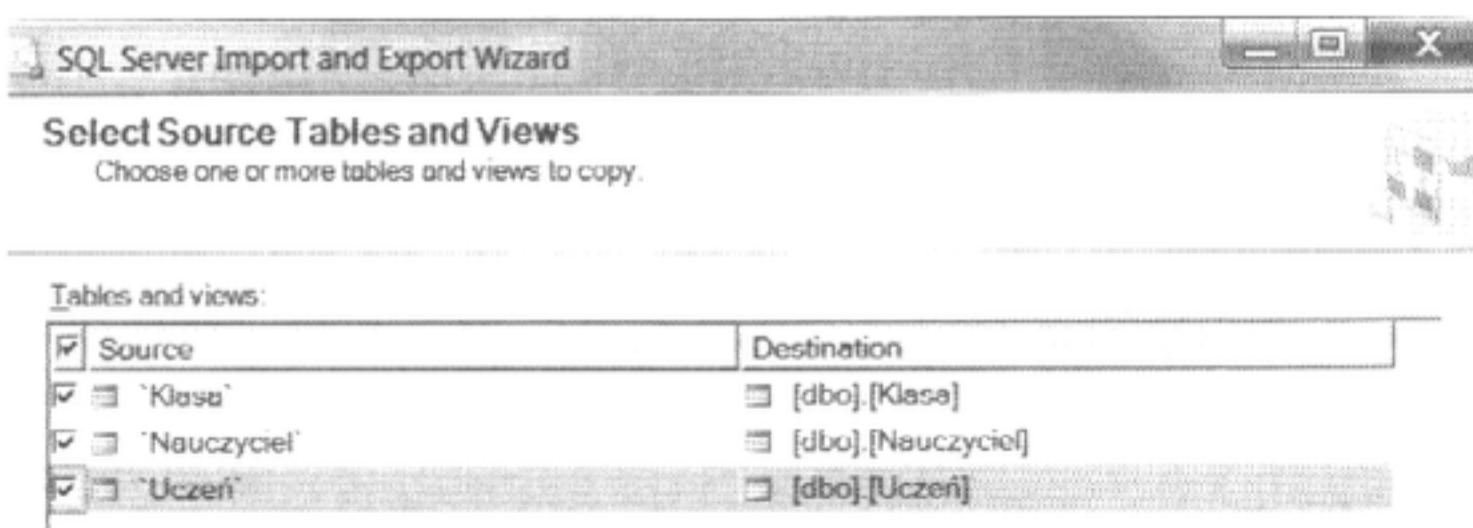 SQL Server Import and Export Wizard
Select Source Tables and Views
Choose one or more tables and views to copy.
Tables and views:
Source Destination
`Klasa` [dbo].[Klasa]
`Nauczyciel` [dbo].[Nauczyciel]
`Uczeń` [dbo].[Uczeń]